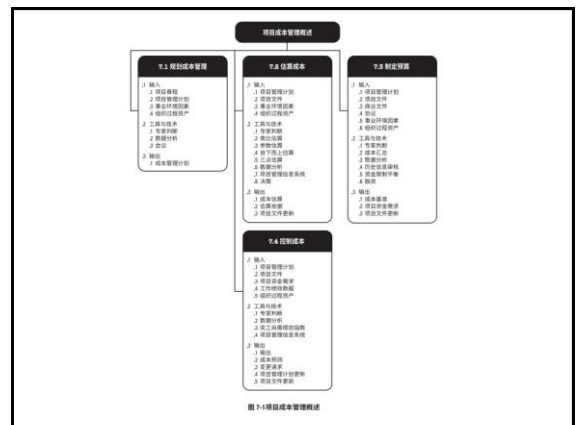 项目成本管理概述
7.1 规划成本管理
.1 输入
.1 项目章程
.2 项目管理计划
.3 事业环境因素
.4 组织过程资产
.2 工具与技术
.1 专家判断
.2 数据分析
.3 会议
.3 输出
.1 成本管理计划
7.2 估算成本
.1 输入
.1 项目管理计划
.2 项目文件
.3 事业环境因素
.4 组织过程资产
.2 工具与技术
.1 专家判断
.2 类比估算
.3 参数估算
.4 自下而上估算
.5 三点估算
.6 数据分析
.7 项目管理信息系统
.8 决策
.3 输出
.1 成本估算
.2 估算依据
.3 项目文件更新
7.3 制定预算
.1 输入
.1 项目管理计划
.2 项目文件
.3 商业文件
.4 协议
.5 事业环境因素
.6 组织过程资产
.2 工具与技术
.1 专家判断
.2 成本汇总
.3 数据分析
.4 历史信息审核
.5 资金限制平衡
.6 融资
.3 输出
.1 成本基准
.2 项目资金需求
.3 项目文件更新
7.4 控制成本
.1 输入
.1 项目管理计划
.2 项目文件
.3 项目资金需求
.4 工作绩效数据
.5 组织过程资产
.2 工具与技术
.1 专家判断
.2 数据分析
.3 完工尚需绩效指数
.4 项目管理信息系统
.3 输出
.1 输出
.2 成本预测
.3 变更请求
.4 项目管理计划更新
.5 项目文件更新
图 7-1项目成本管理概述